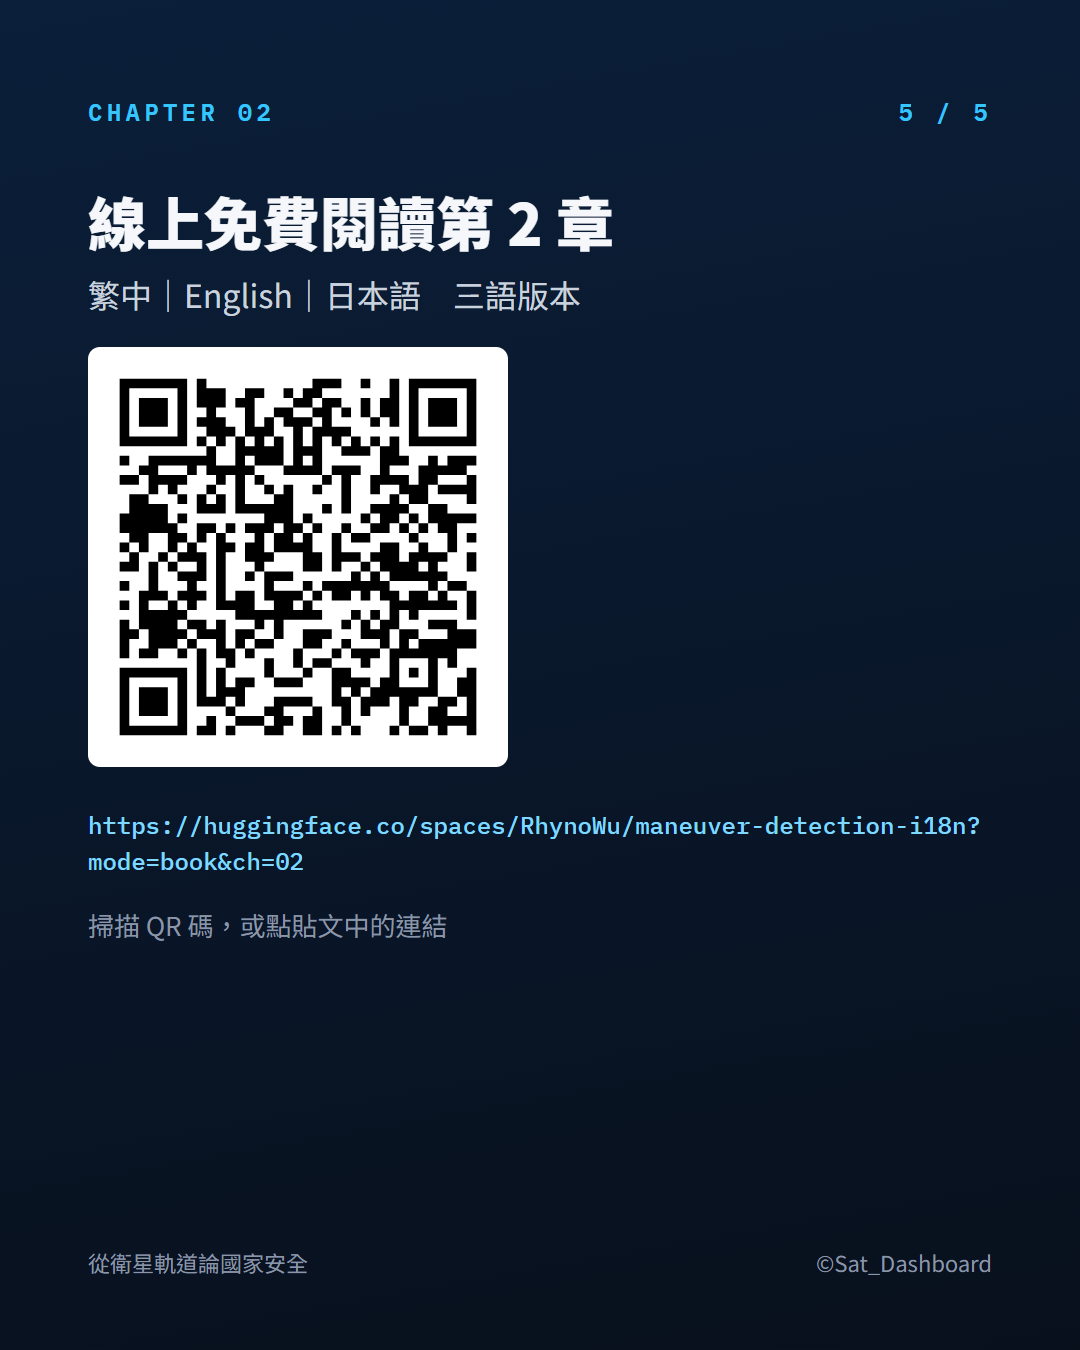 CHAPTER 02
5 / 5
線上免費閱讀第 2 章
繁中｜English｜日本語　三語版本
https://huggingface.co/spaces/RhynoWu/maneuver-detection-i18n?
mode=book&ch=02
掃描 QR 碼，或點貼文中的連結
從衛星軌道論國家安全
©Sat_Dashboard